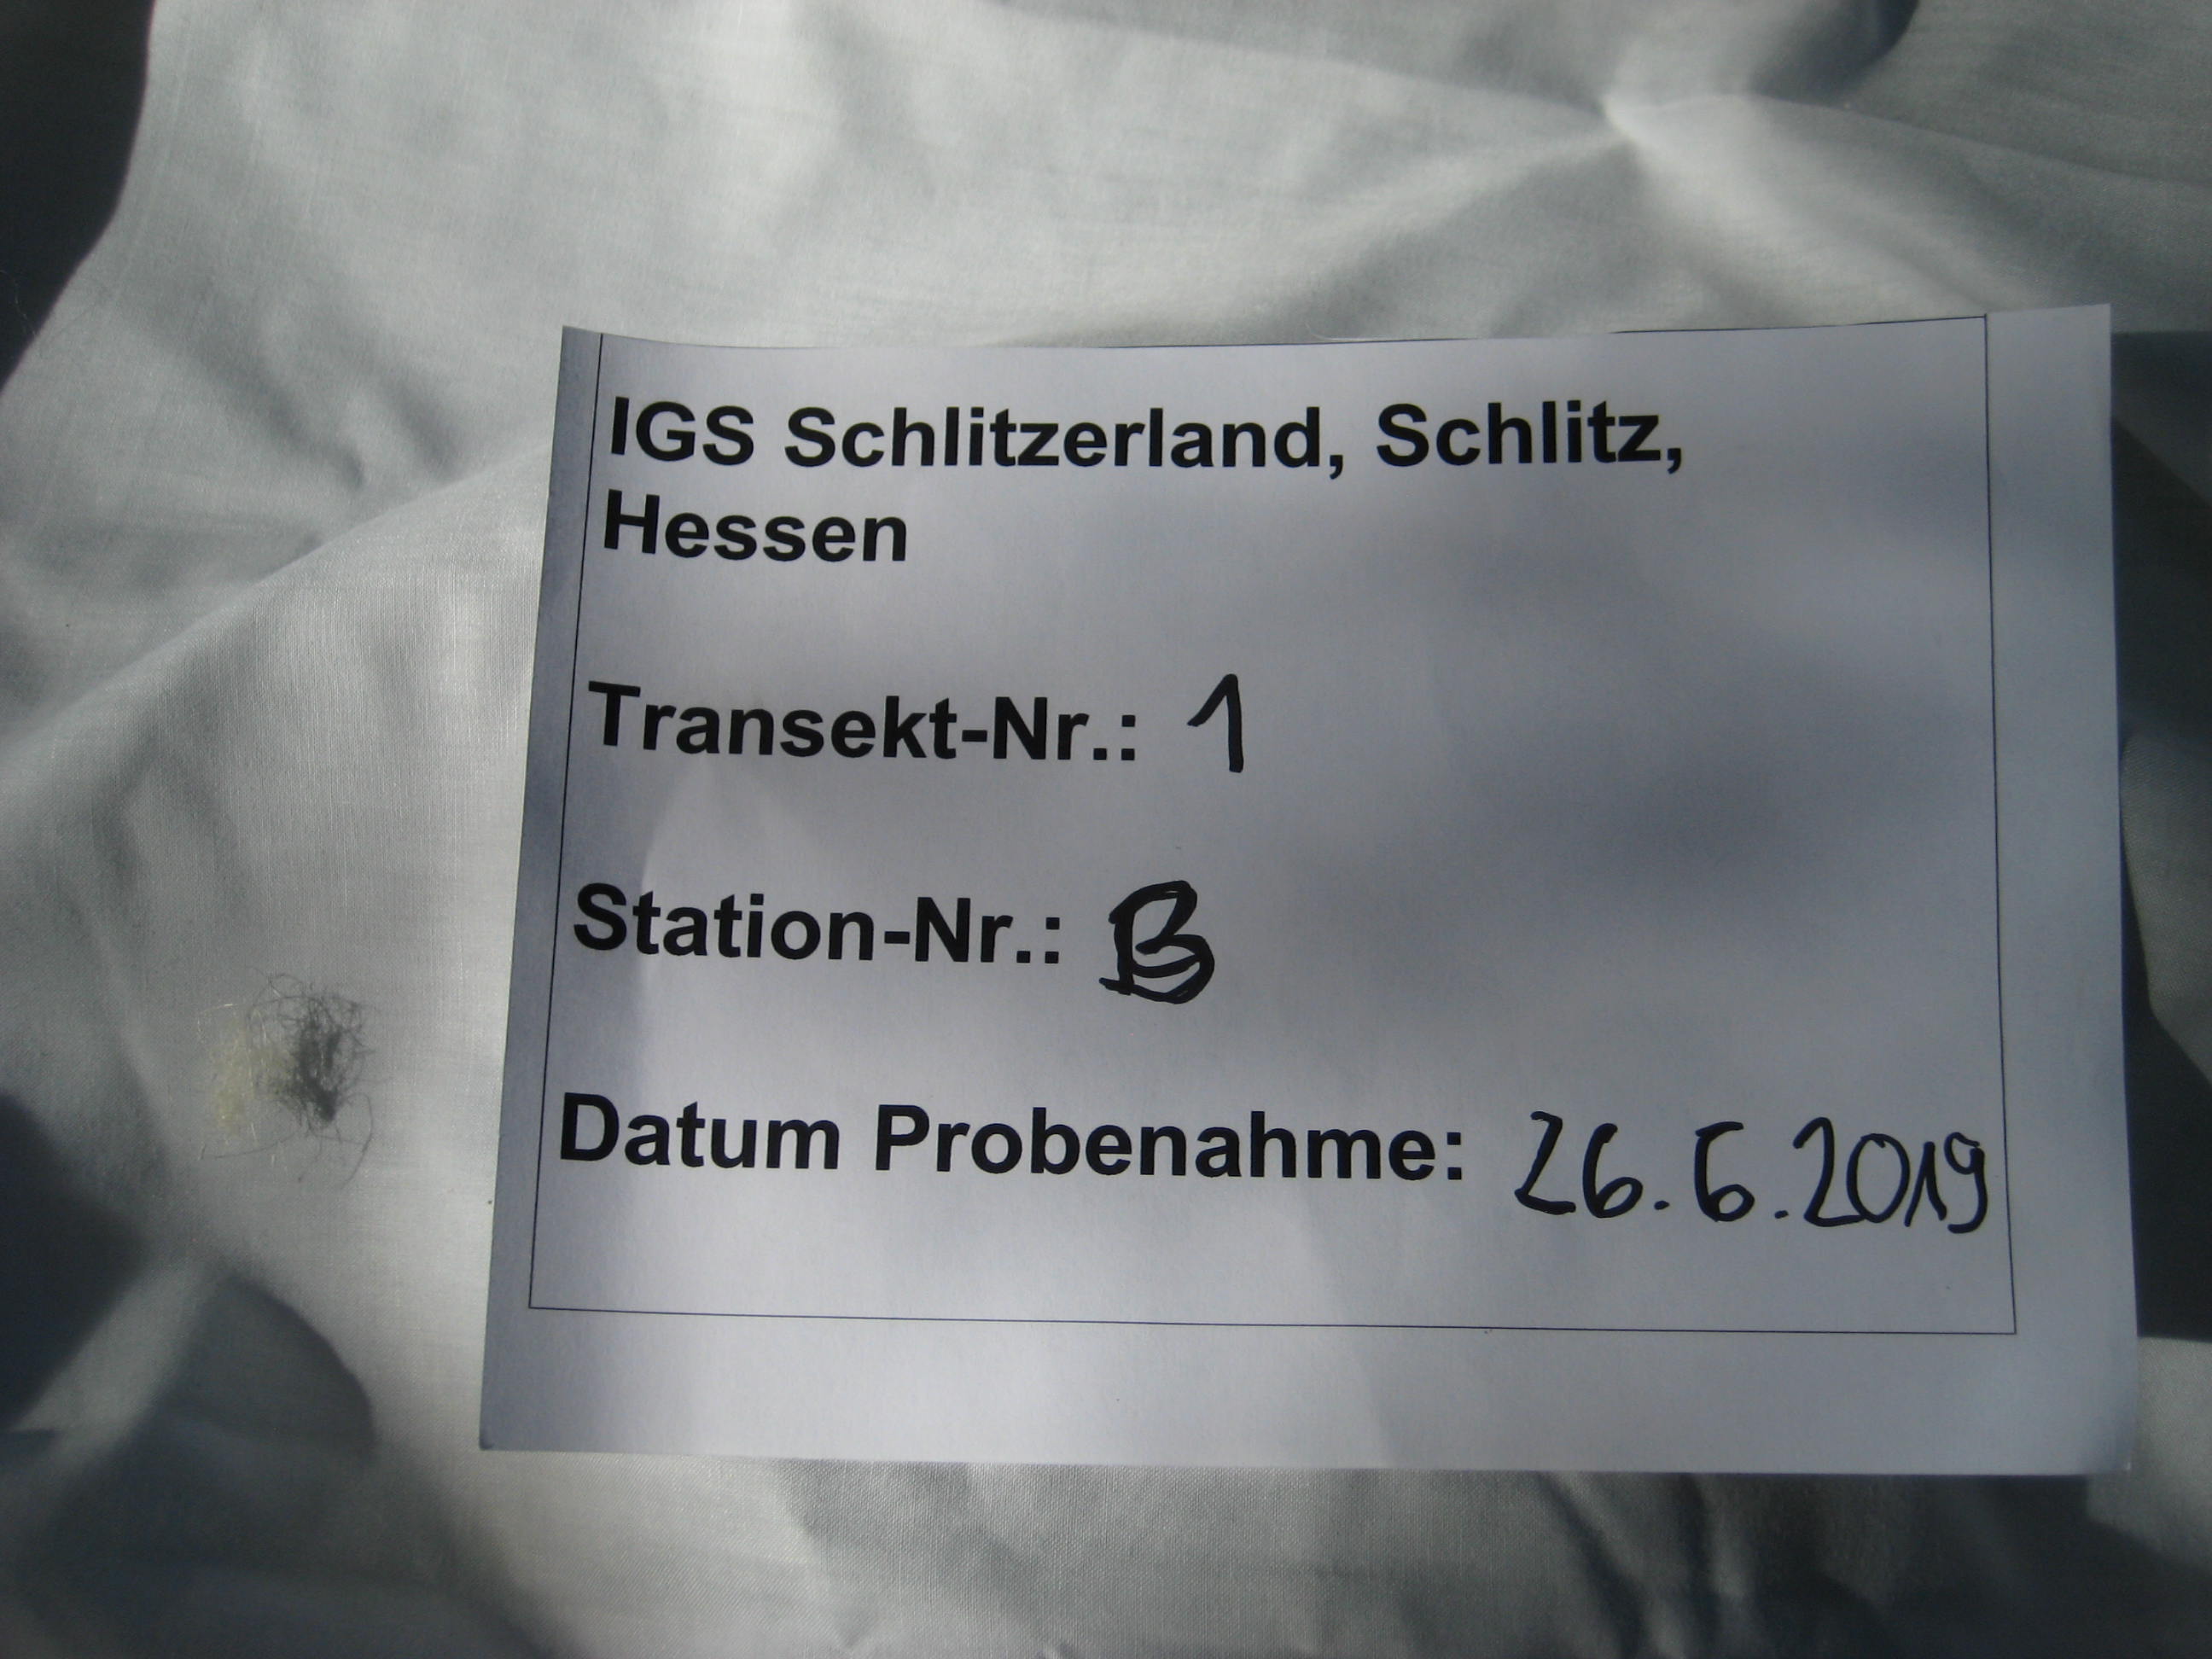 IGS Schlitzerland, Schlitz,
Hessen
Transekt-Nr.: 1
Station-Nr.: B
Datum Probenahme: 26.6.2019